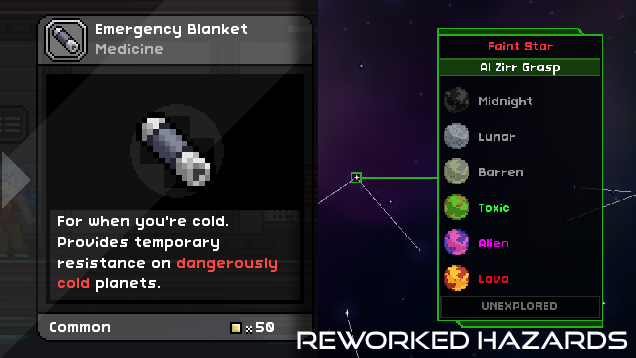 Emergency Blanket
Medicine
For when you're cold.
Provides temporary
resistance on dangerously
cold planets.
Common
x50
Faint Star
Al Zirr Grasp
Midnight
Lunar
Barren
Toxic
Alien
Lava
UNEXPLORED
REWORKED HAZARDS